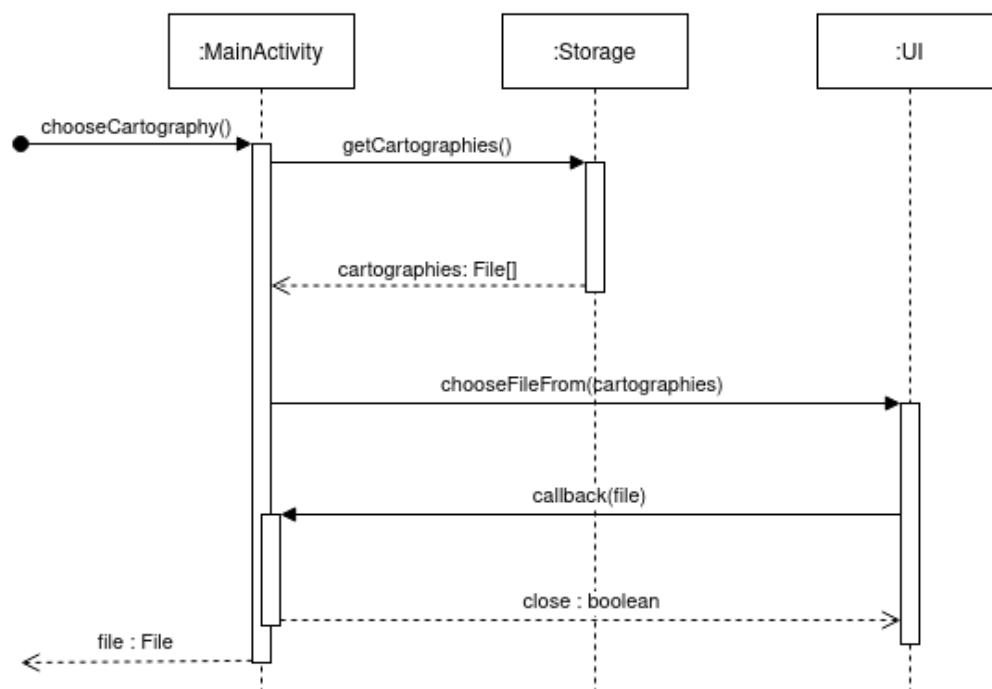 :MainActivity
:Storage
:UI
chooseCartography()
getCartographies()
cartographies: File[]
chooseFileFrom(cartographies)
callback(file)
close : boolean
file : File